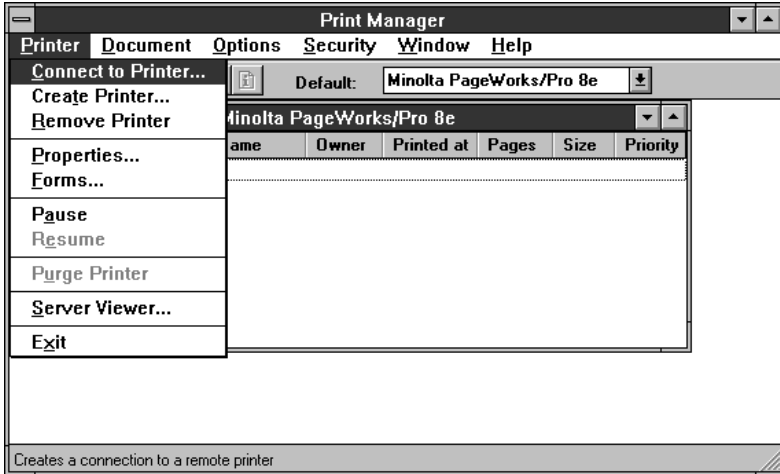 Print Manager
Printer Document Options Security Window Help
Connect to Printer...
Default: Minolta PageWorks/Pro 8e
Create Printer...
Remove Printer
Minolta PageWorks/Pro 8e
ame Owner Printed at Pages Size Priority
Properties...
Forms...
Pause
Resume
Purge Printer
Server Viewer...
Exit
Creates a connection to a remote printer